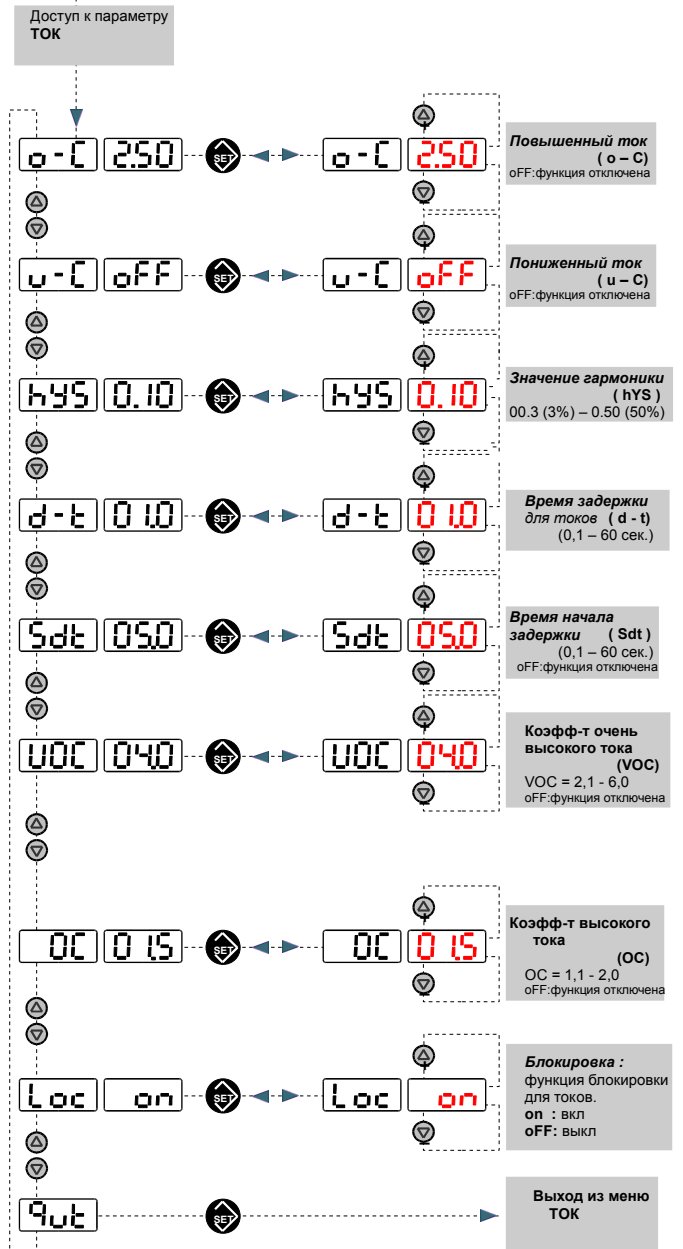 Доступ к параметру
ТОК
o-C 2.50 SET o-C 2.50
Повышенный ток
( o – C)
oFF:функция отключена
u-C oFF SET u-C oFF
Пониженный ток
( u – C)
oFF:функция отключена
hYS 0.10 SET hYS 0.10
Значение гармоники
( hYS )
00.3 (3%) – 0.50 (50%)
d-t 01.0 SET d-t 01.0
Время задержки
для токов ( d - t)
(0,1 – 60 сек.)
Sdt 05.0 SET Sdt 05.0
Время начала
задержки ( Sdt )
(0,1 – 60 сек.)
oFF:функция отключена
UOC 04.0 SET UOC 04.0
Коэфф-т очень
высокого тока
(VOC)
VOC = 2,1 - 6,0
oFF:функция отключена
OC 01.5 SET OC 01.5
Коэфф-т высокого
тока
(OC)
OC = 1,1 - 2,0
oFF:функция отключена
Loc on SET Loc on
Блокировка :
функция блокировки
для токов.
on : вкл
oFF: выкл
qut SET
Выход из меню
ТОК